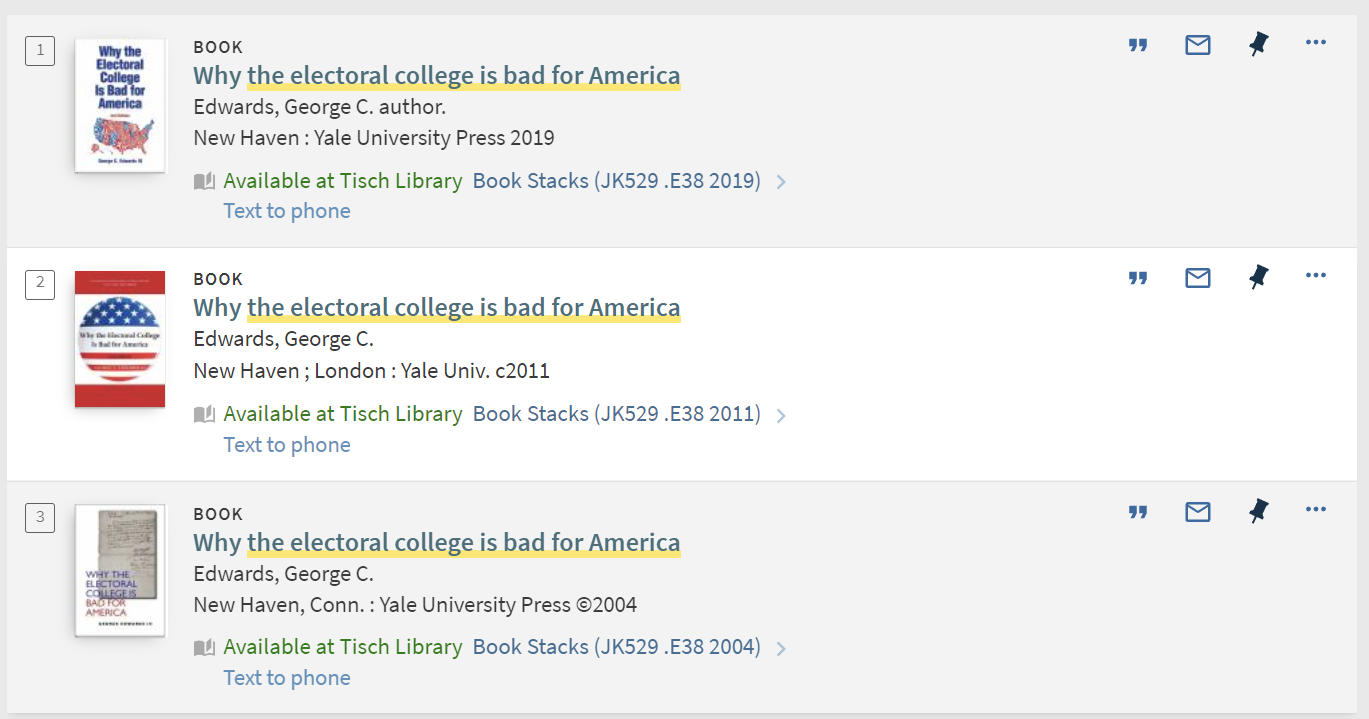 1
Why the
Electoral
College
Is Bad for
America
George C. Edwards III
BOOK
Why the electoral college is bad for America
Edwards, George C. author.
New Haven : Yale University Press 2019
Available at Tisch Library Book Stacks (JK529 .E38 2019)
Text to phone
2
Why the Electoral College
Is Bad for America
BOOK
Why the electoral college is bad for America
Edwards, George C.
New Haven ; London : Yale Univ. c2011
Available at Tisch Library Book Stacks (JK529 .E38 2011)
Text to phone
3
WHY THE
ELECTORAL
COLLEGE IS
BAD FOR
AMERICA
GEORGE EDWARDS III
BOOK
Why the electoral college is bad for America
Edwards, George C.
New Haven, Conn. : Yale University Press ©2004
Available at Tisch Library Book Stacks (JK529 .E38 2004)
Text to phone